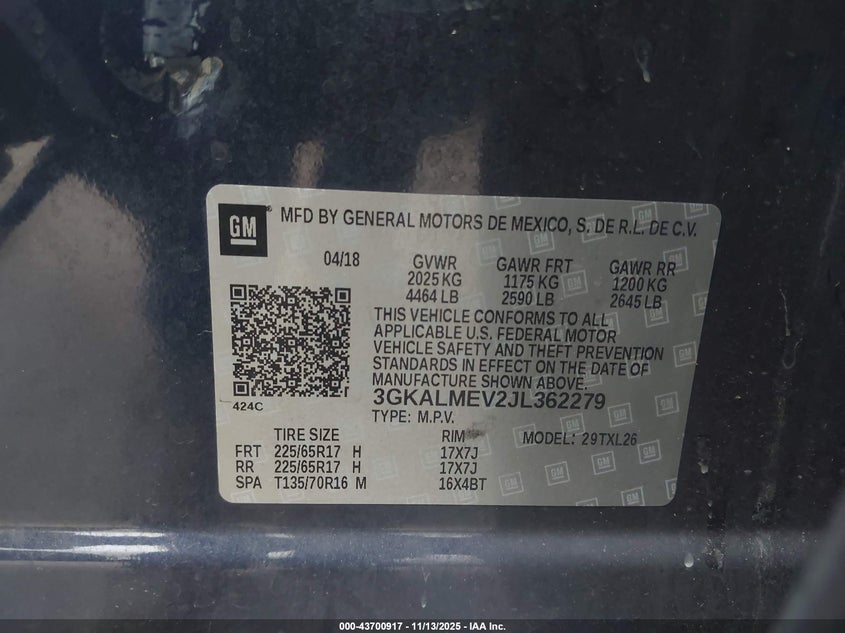 GM
MFD BY GENERAL MOTORS DE MEXICO, S. DE R.L. DE C.V.
04/18 GVWR GAWR FRT GAWR RR
2025 KG 1175 KG 1200 KG
4464 LB 2590 LB 2645 LB
THIS VEHICLE CONFORMS TO ALL
APPLICABLE U.S. FEDERAL MOTOR
VEHICLE SAFETY AND THEFT PREVENTION
STANDARDS IN EFFECT ON THE DATE OF
MANUFACTURE SHOWN ABOVE.
3GKALMEV2JL362279
424C
TYPE: M.P.V.
TIRE SIZE RIM MODEL: 29TXL26
FRT 225/65R17 H 17X7J
RR 225/65R17 H 17X7J
SPA T135/70R16 M 16X4BT
000-43700917 - 11/13/2025 - IAA Inc.